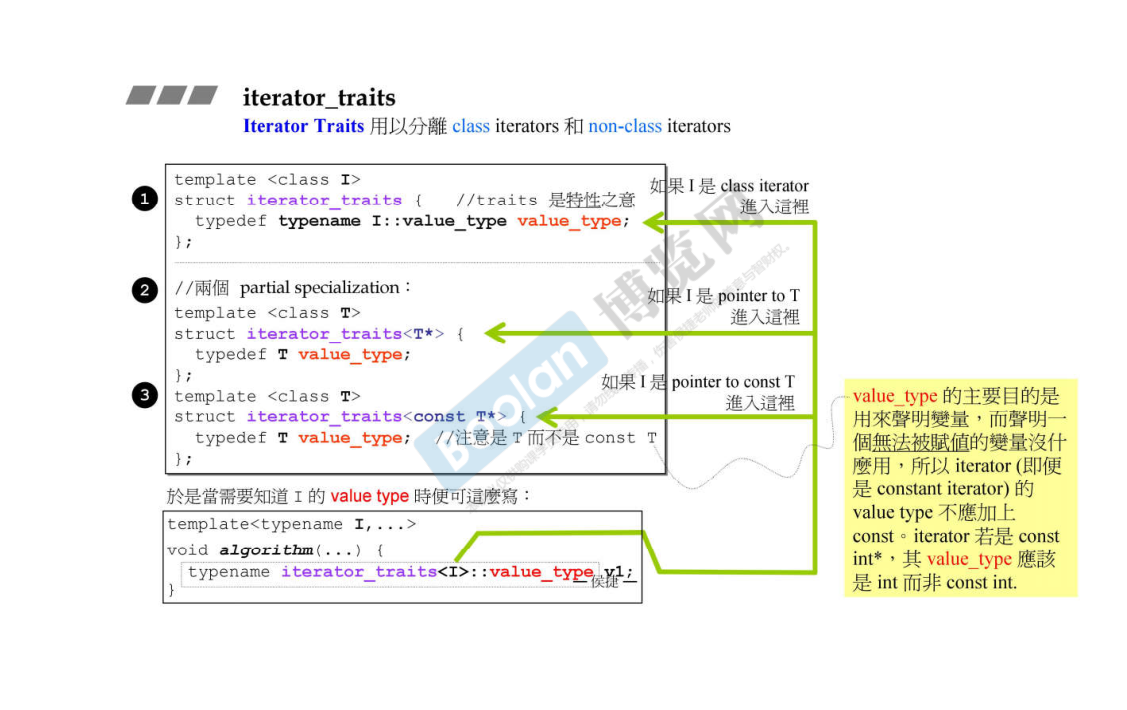 iterator_traits
Iterator Traits 用以分離 class iterators 和 non-class iterators
1
template <class I>
struct iterator_traits { //traits 是特性之意
typedef typename I::value_type value_type;
};
如果 I 是 class iterator
進入這裡
2
//兩個 partial specialization：
template <class T>
struct iterator_traits<T*> {
typedef T value_type;
};
如果 I 是 pointer to T
進入這裡
3
template <class T>
struct iterator_traits<const T*> {
typedef T value_type; //注意是 T 而不是 const T
};
如果 I 是 pointer to const T
進入這裡
於是當需要知道 I 的 value type 時便可這麼寫：
template<typename I,...>
void algorithm(...) {
typename iterator_traits<I>::value_type v1;
}
— 侯捷 —
value_type 的主要目的是
用來聲明變量，而聲明一
個無法被賦值的變量沒什
麼用，所以 iterator (即便
是 constant iterator) 的
value type 不應加上
const。iterator 若是 const
int*，其 value_type 應該
是 int 而非 const int.
Boolan 博览网